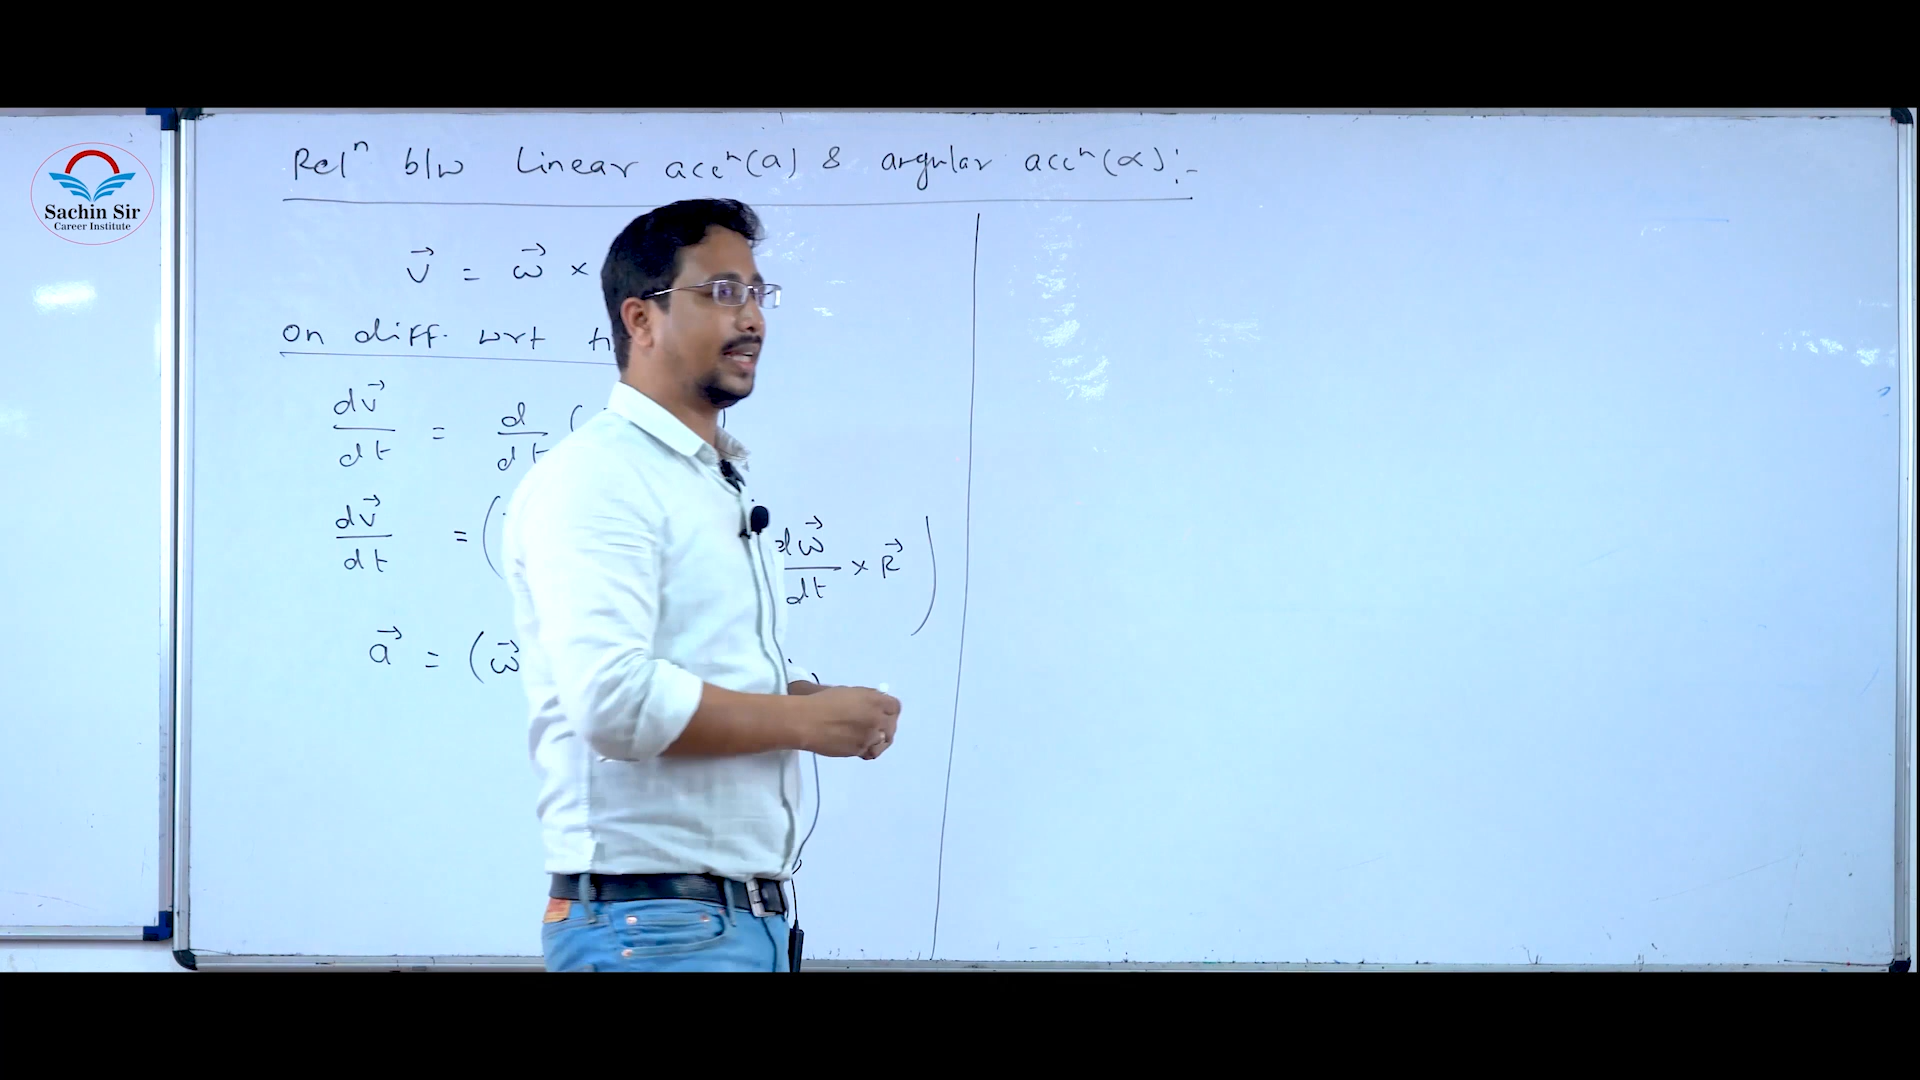 Sachin Sir
Career Institute
Relⁿ b/w Linear accⁿ(a) & angular accⁿ(α):-
v⃗ = ω⃗ ×
on diff. wrt
dv⃗/dt = d/dt (
dv⃗/dt = ( dω⃗/dt × R⃗ )
a⃗ = (ω⃗